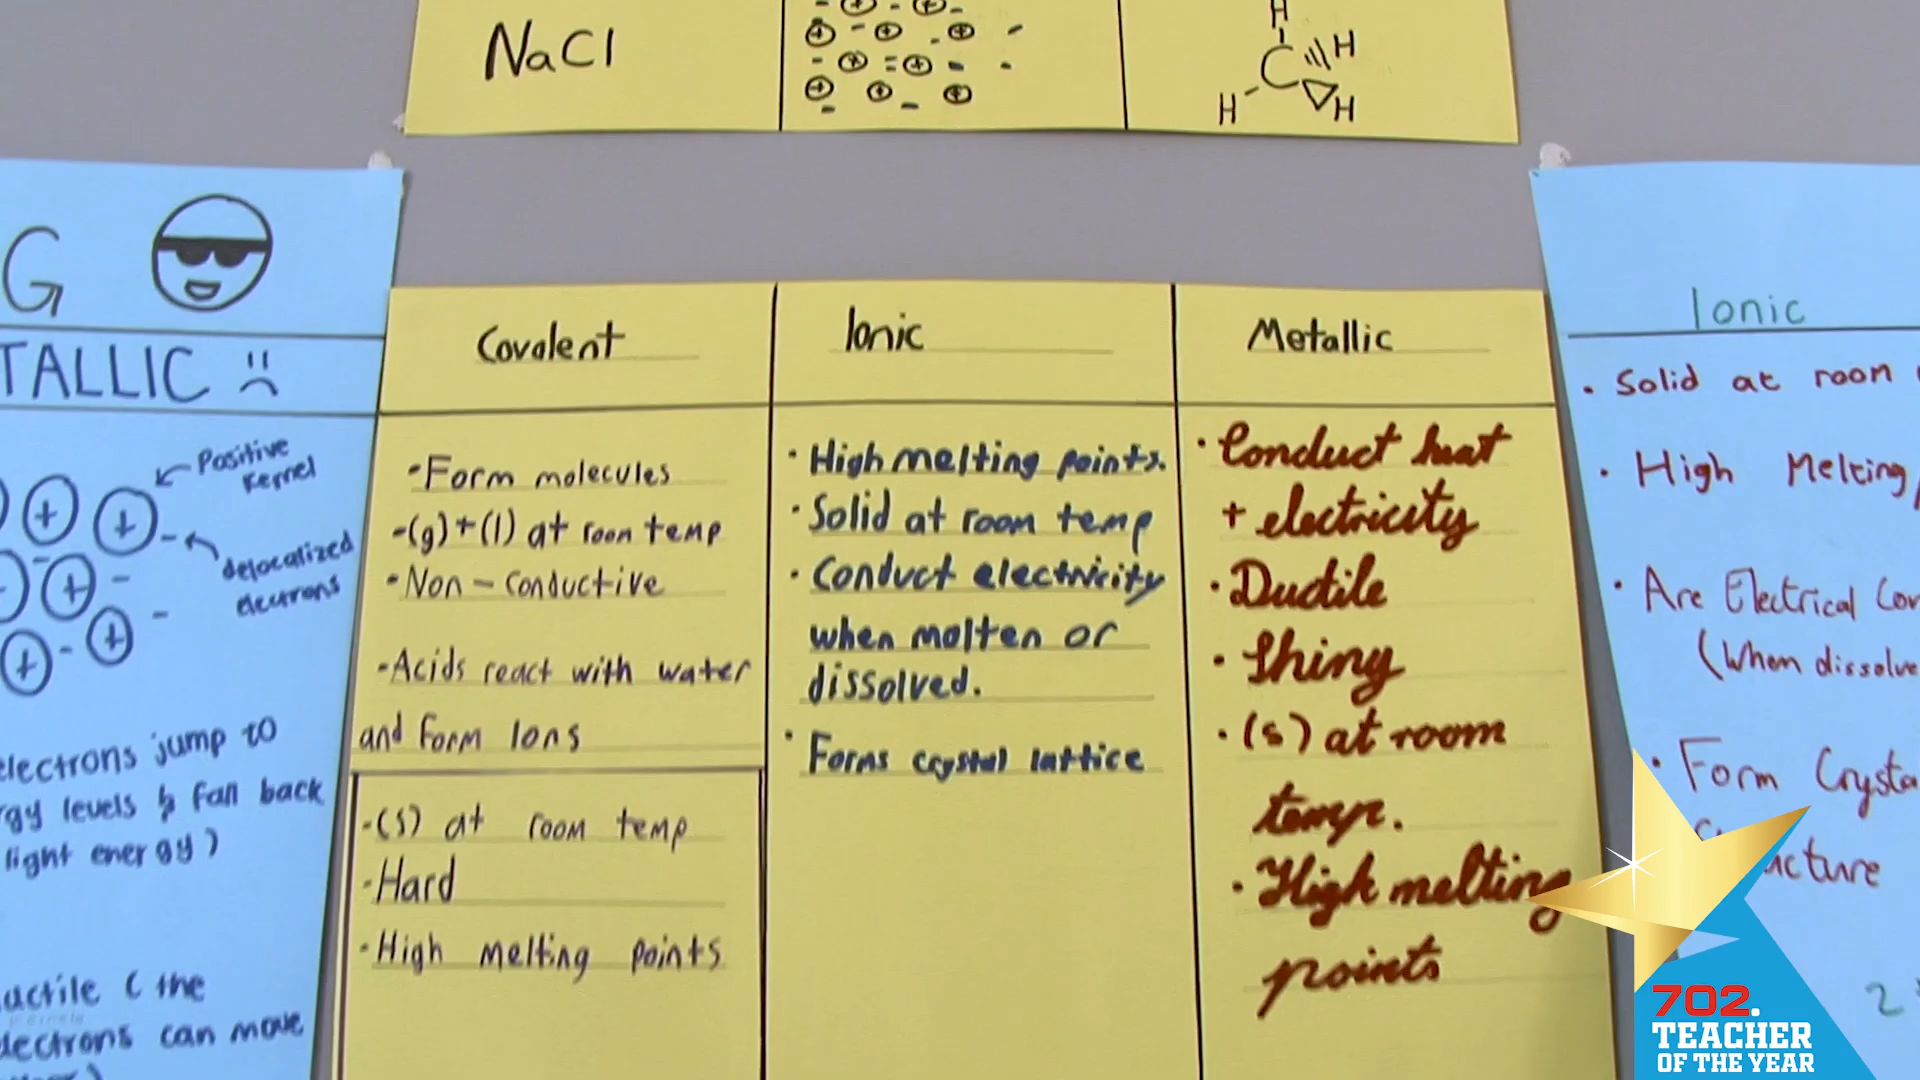 NaCl
H
H
C
H
H
G
TALLIC
Positive
Kernel
delocalized
electrons
electrons jump to
gy levels & fall back
light energy)
uctile ( the
electrons can move
Covalent
-Form molecules
-(g)+(l) at room temp
-Non-conductive
-Acids react with water
and form Ions
-(s) at room temp
-Hard
-High melting points
Ionic
• High melting points.
• Solid at room temp
• Conduct electricity
when molten or
dissolved.
• Forms crystal lattice
Metallic
• Conduct heat
+ electricity
• Ductile
• Shiny
• (s) at room
temp.
• High melting
points
Ionic
• Solid at room
• High Melting
• Are Electrical Con
(When dissolve
• Form Crysta
ucture
2
702.
TEACHER
OF THE YEAR